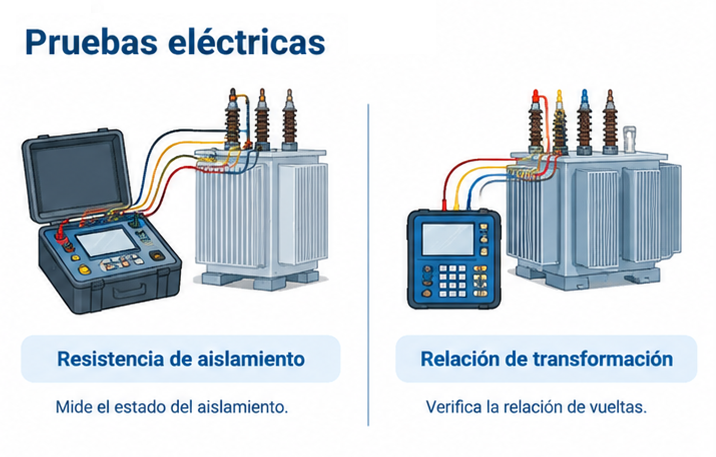 Pruebas eléctricas
Resistencia de aislamiento
Mide el estado del aislamiento.
Relación de transformación
Verifica la relación de vueltas.